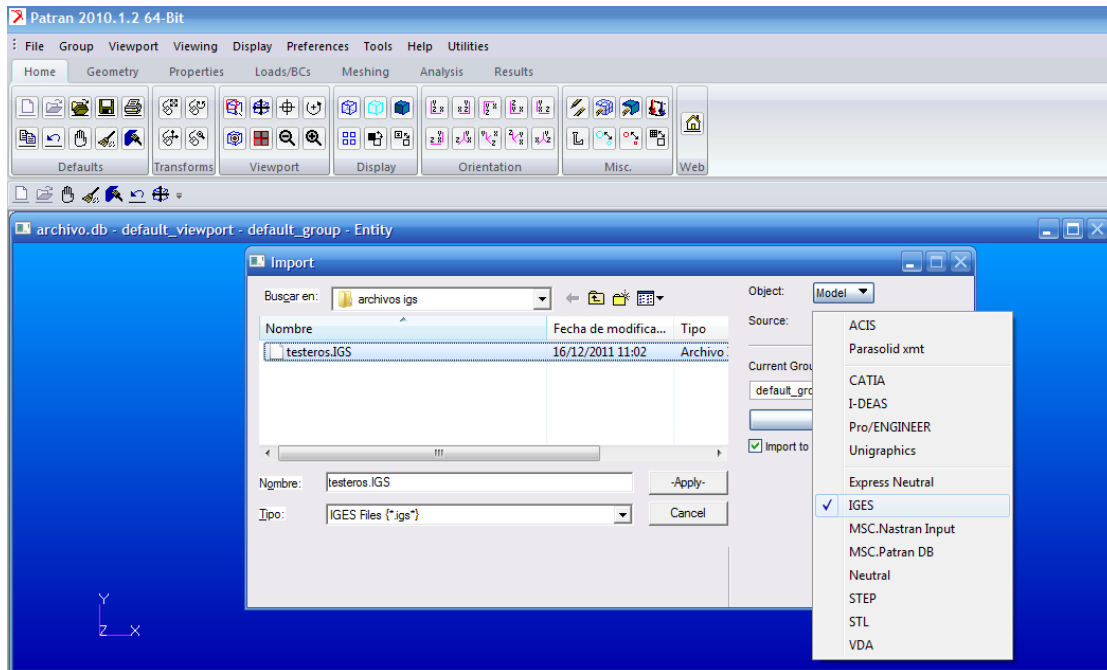 Patran 2010.1.2 64-Bit
File Group Viewport Viewing Display Preferences Tools Help Utilities
Home Geometry Properties Loads/BCs Meshing Analysis Results
Defaults Transforms Viewport Display Orientation Misc. Web
archivo.db - default_viewport - default_group - Entity
Import
Buscar en: archivos igs
Object: Model
Source:
Nombre Fecha de modifica... Tipo
testeros.IGS 16/12/2011 11:02 Archivo
Current Grou
default_grc
Import to
Nombre: testeros.IGS -Apply-
Tipo: IGES Files {*.igs*} Cancel
ACIS
Parasolid xmt
CATIA
I-DEAS
Pro/ENGINEER
Unigraphics
Express Neutral
IGES
MSC.Nastran Input
MSC.Patran DB
Neutral
STEP
STL
VDA
Y
Z X